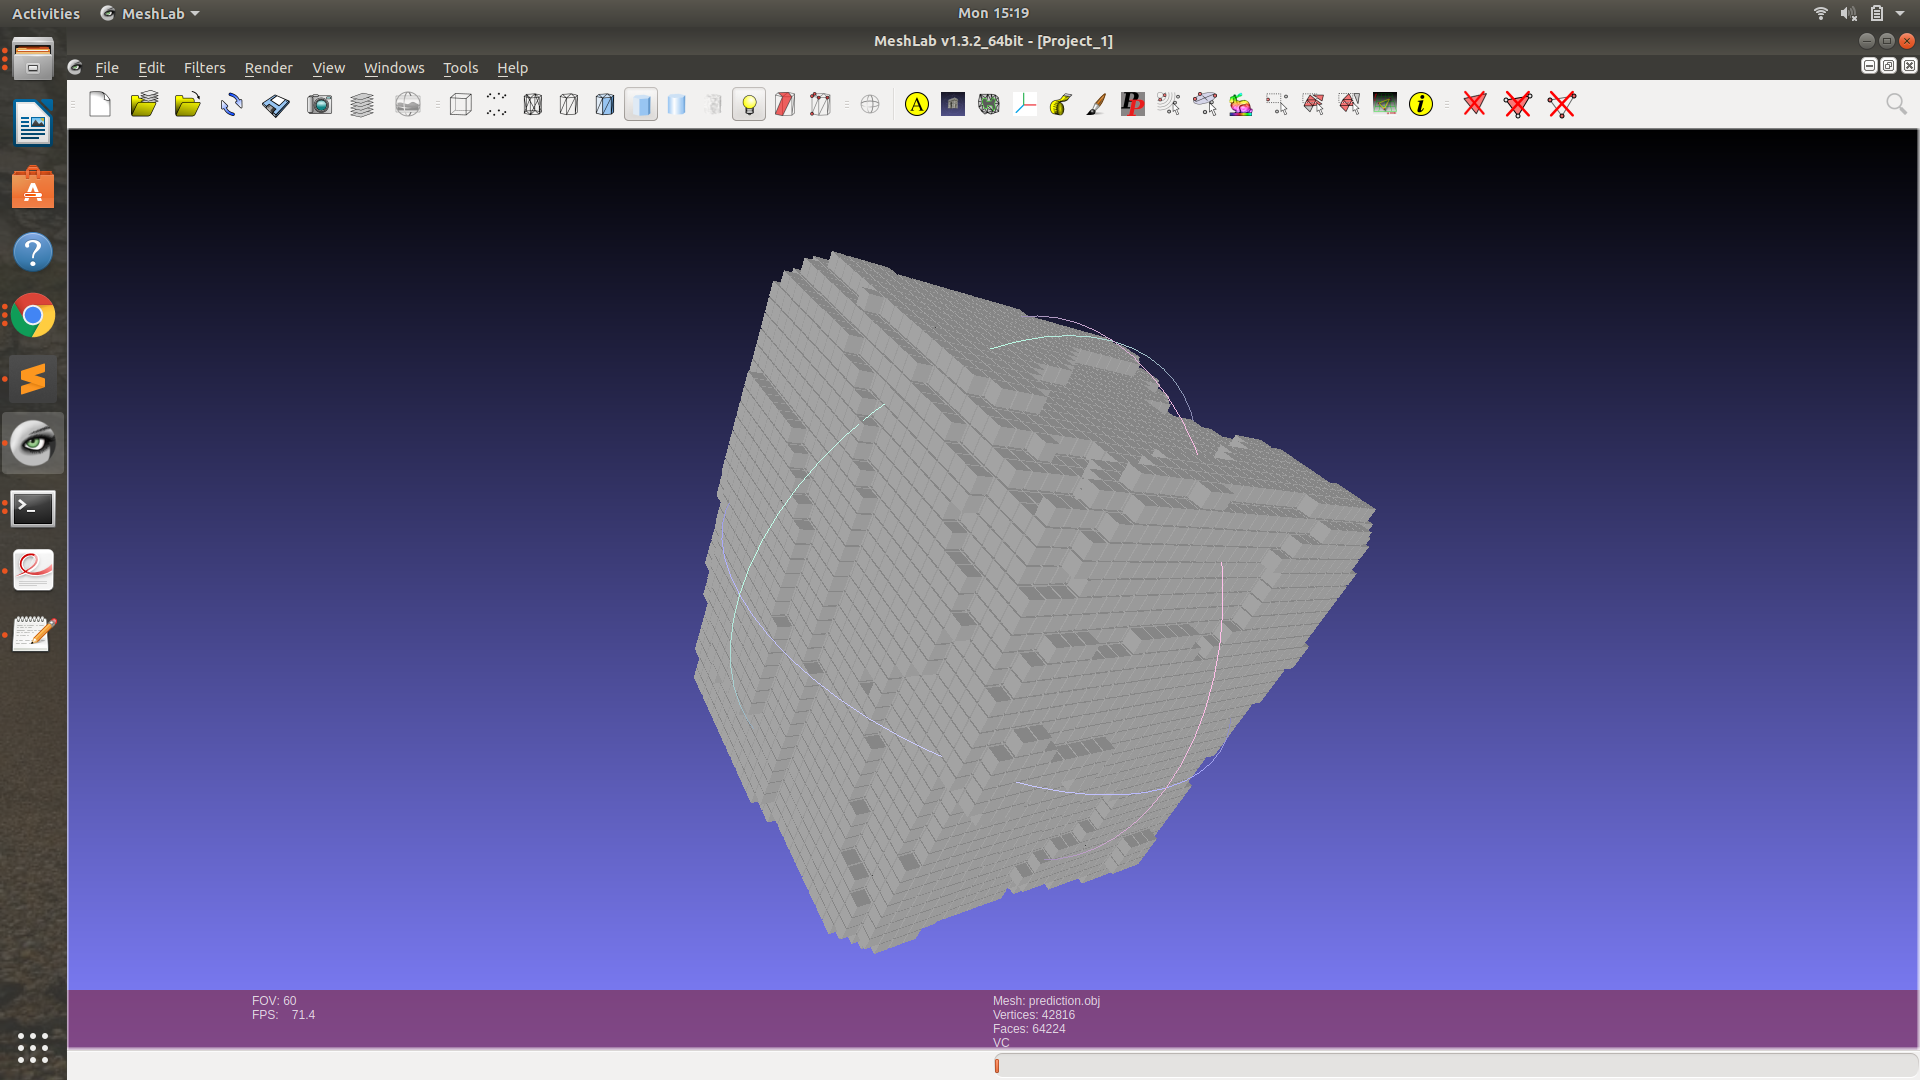 Activities
MeshLab
Mon 15:19
MeshLab v1.3.2_64bit - [Project_1]
File Edit Filters Render View Windows Tools Help
A
PP
i
A
?
S
>_
FOV: 60
FPS: 71.4
Mesh: prediction.obj
Vertices: 42816
Faces: 64224
VC